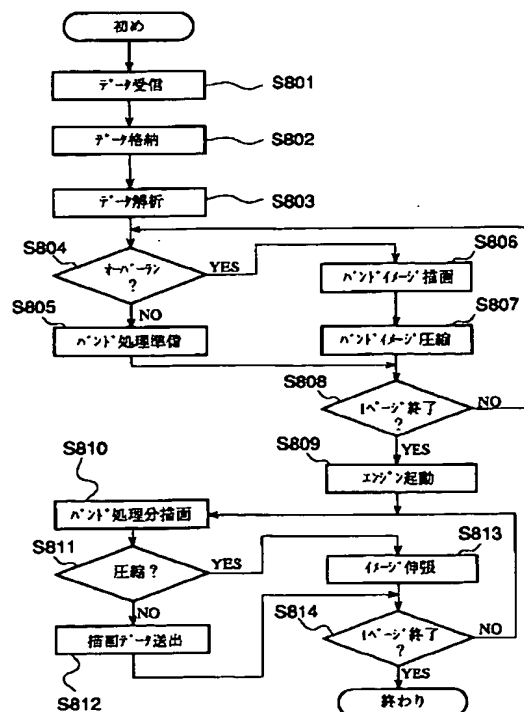 初め
データ受信
S801
データ格納
S802
データ解析
S803
S804
オーバーラン
?
YES
NO
S806
バンドイメージ描画
S805
バンド処理準備
S807
バンドイメージ圧縮
S808
1ページ終了
?
NO
YES
S809
エンジン起動
S810
バンド処理分描画
S811
圧縮?
YES
NO
S813
イメージ伸張
S812
描画データ送出
S814
1ページ終了
?
NO
YES
終わり